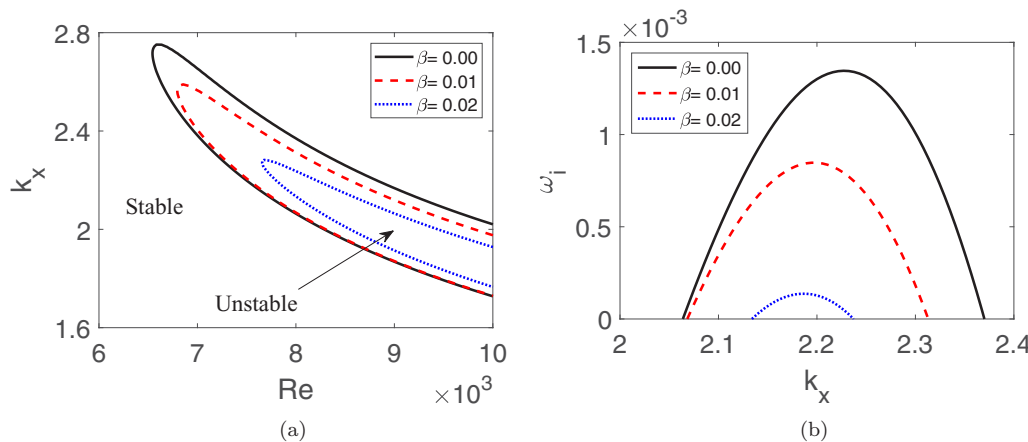 2.8
2.4
2
1.6
k_x
β= 0.00
β= 0.01
β= 0.02
Stable
Unstable
6 7 8 9 10
Re ×10^3
(a)
×10^-3
1.5
1
0.5
0
ω_i
β= 0.00
β= 0.01
β= 0.02
2 2.1 2.2 2.3 2.4
k_x
(b)